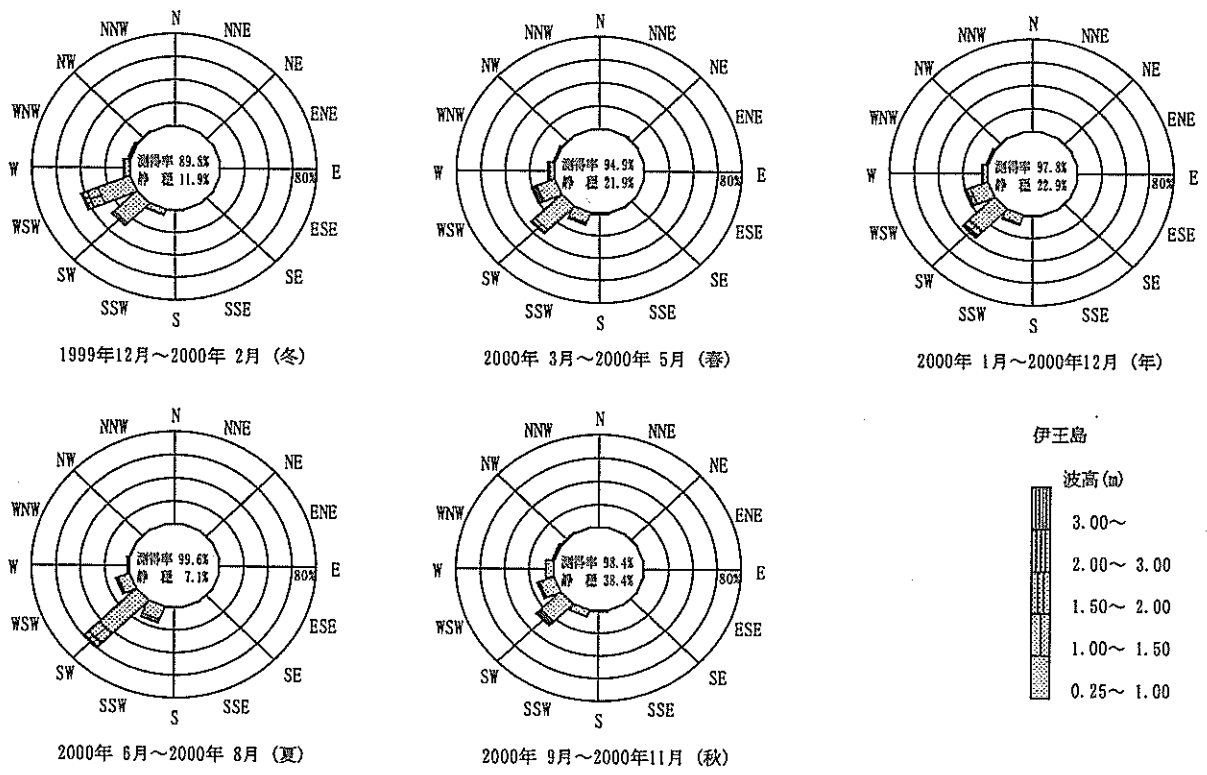 N
NNW NNE
NW NE
WNW ENE
W E
80%
測得率 89.8%
静 穏 11.9%
WSW ESE
SW SE
SSW SSE
S
1999年12月～2000年 2月 (冬)
N
NNW NNE
NW NE
WNW ENE
W E
80%
測得率 94.9%
静 穏 21.9%
WSW ESE
SW SE
SSW SSE
S
2000年 3月～2000年 5月 (春)
N
NNW NNE
NW NE
WNW ENE
W E
80%
測得率 97.8%
静 穏 22.9%
WSW ESE
SW SE
SSW SSE
S
2000年 1月～2000年12月 (年)
N
NNW NNE
NW NE
WNW ENE
W E
80%
測得率 99.6%
静 穏 7.1%
WSW ESE
SW SE
SSW SSE
S
2000年 6月～2000年 8月 (夏)
N
NNW NNE
NW NE
WNW ENE
W E
80%
測得率 98.4%
静 穏 38.4%
WSW ESE
SW SE
SSW SSE
S
2000年 9月～2000年11月 (秋)
伊王島
波高(m)
3.00～
2.00～ 3.00
1.50～ 2.00
1.00～ 1.50
0.25～ 1.00